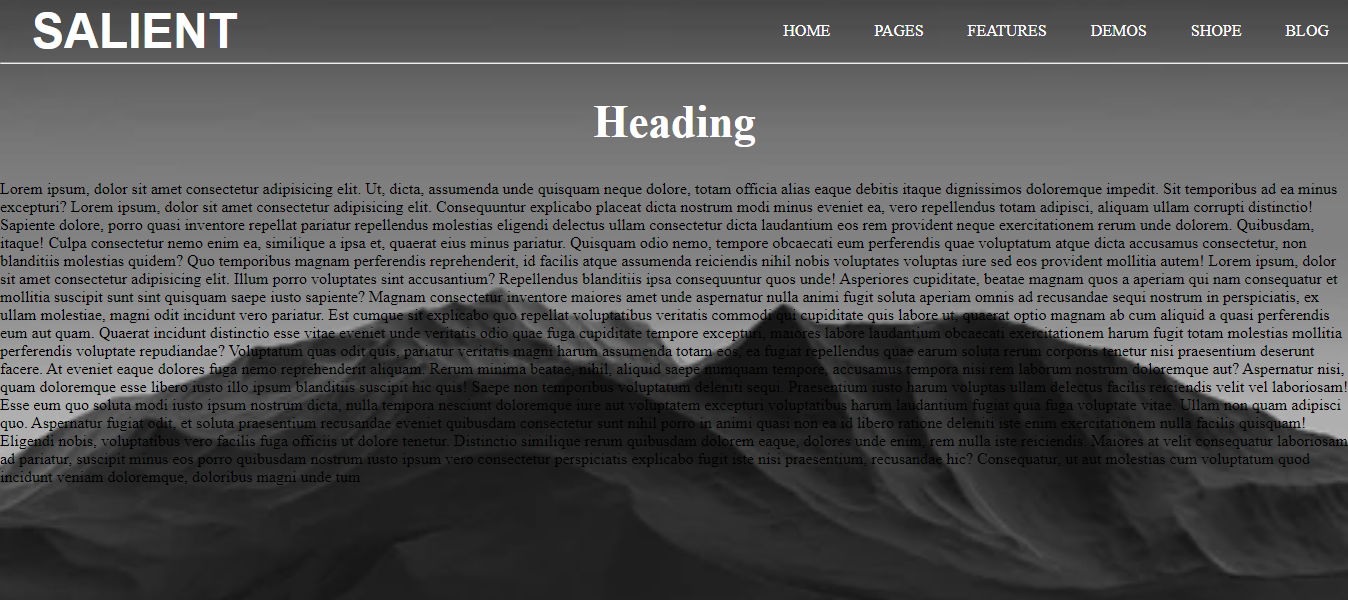 SALIENT
HOME PAGES FEATURES DEMOS SHOPE BLOG
Heading
Lorem ipsum, dolor sit amet consectetur adipisicing elit. Ut, dicta, assumenda unde quisquam neque dolore, totam officia alias eaque debitis itaque dignissimos doloremque impedit. Sit temporibus ad ea minus
excepturi? Lorem ipsum, dolor sit amet consectetur adipisicing elit. Consequuntur explicabo placeat dicta nostrum modi minus eveniet ea, vero repellendus totam adipisci, aliquam ullam corrupti distinctio!
Sapiente dolore, porro quasi inventore repellat pariatur repellendus molestias eligendi delectus ullam consectetur dicta laudantium eos rem provident neque exercitationem rerum unde dolorem. Quibusdam,
itaque! Culpa consectetur nemo enim ea, similique a ipsa et, quaerat eius minus pariatur. Quisquam odio nemo, tempore obcaecati eum perferendis quae voluptatum atque dicta accusamus consectetur, non
blanditiis molestias quidem? Quo temporibus magnam perferendis reprehenderit, id facilis atque assumenda reiciendis nihil nobis voluptates voluptas iure sed eos provident mollitia autem! Lorem ipsum, dolor
sit amet consectetur adipisicing elit. Illum porro voluptates sint accusantium? Repellendus blanditiis ipsa consequuntur quos unde! Asperiores cupiditate, beatae magnam quos a aperiam qui nam consequatur et
mollitia suscipit sunt sint quisquam saepe iusto sapiente? Magnam consectetur inventore maiores amet unde aspernatur nulla animi fugit soluta aperiam omnis ad recusandae sequi nostrum in perspiciatis, ex
ullam molestiae, magni odit incidunt vero pariatur. Est cumque sit explicabo quo repellat voluptatibus veritatis commodi qui cupiditate quis labore ut, quaerat optio magnam ab cum aliquid a quasi perferendis
eum aut quam. Quaerat incidunt distinctio esse vitae eveniet unde veritatis odio quae fuga cupiditate tempore excepturi, maiores labore laudantium obcaecati exercitationem harum fugit totam molestias mollitia
perferendis voluptate repudiandae? Voluptatum quas odit quis, pariatur veritatis magni harum assumenda totam eos, ea fugiat repellendus quae earum soluta rerum corporis tenetur nisi praesentium deserunt
facere. At eveniet eaque dolores fuga nemo reprehenderit aliquam. Rerum minima beatae, nihil, aliquid saepe numquam tempore, accusamus tempora nisi rem laborum nostrum doloremque aut? Aspernatur nisi,
quam doloremque esse libero iusto illo ipsum blanditiis suscipit hic quis! Saepe non temporibus voluptatum deleniti sequi. Praesentium iusto harum voluptas ullam delectus facilis reiciendis velit vel laboriosam!
Esse eum quo soluta modi iusto ipsum nostrum dicta, nulla tempora nesciunt doloremque iure aut voluptatem excepturi voluptatibus harum laudantium fugiat quia fuga voluptate vitae. Ullam non quam adipisci
quo. Aspernatur fugiat odit, et soluta praesentium recusandae eveniet quibusdam consectetur sint nihil porro in animi quasi non ea id libero ratione deleniti iste enim exercitationem nulla facilis quisquam!
Eligendi nobis, voluptatibus vero facilis fuga officiis ut dolore tenetur. Distinctio similique rerum quibusdam dolorem eaque, dolores unde enim, rem nulla iste reiciendis. Maiores at velit consequatur laboriosam
ad pariatur, suscipit minus eos porro quibusdam nostrum iusto ipsum vero consectetur perspiciatis explicabo fugit iste nisi praesentium, recusandae hic? Consequatur, ut aut molestias cum voluptatum quod
incidunt veniam doloremque, doloribus magni unde tum